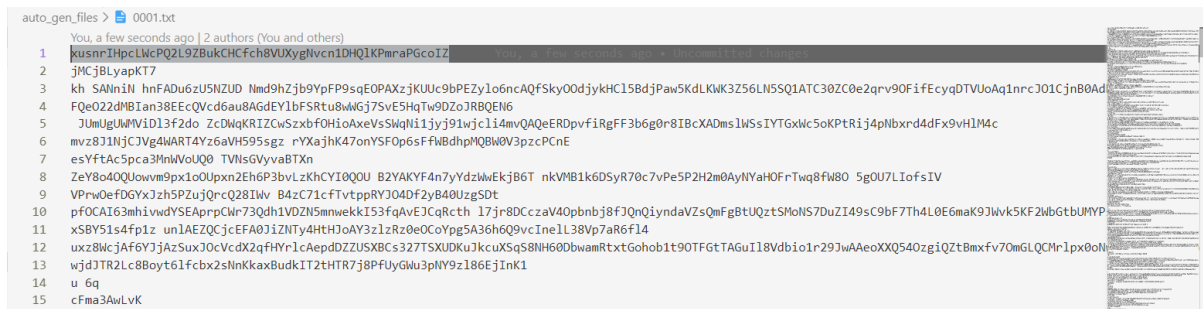 auto_gen_files > 0001.txt
You, a few seconds ago | 2 authors (You and others)
1 xusnrIHpcLWcPQ2L9ZBukCHCfch8VUXygNvcn1DHQlKPmraPGcoIZ You, a few seconds ago • Uncommitted changes
2 jMCjBLyapKT7
3 kh SANniN hnFADu6zU5NZUD Nmd9hZjb9YpFP9sqEOPAXzjKUUc9bPEZylo6ncAQfSkyOOdjykHCl5BdjPaw5KdLKWK3Z56LN5SQ1ATC30ZC0e2qrv9OFifEcyqDTVUoAq1nrcJO1CjnB0Ad
4 FQeO22dMBIan38EEcQVcd6au8AGdEYlbFSRtu8wWGj7SvE5HqTw9DZoJRBQEN6
5 JUmUgUWMViDl3f2do ZcDWqKRIZCwSzxbfOHioAxeVsSWqNi1jyj91wjcli4mvQAQeERDpvfiRgFF3b6g0r8IGcXADmslWSsIYTGxWc5oKPtRij4pNbxrd4dFx9vHlM4c
6 mvz8J1NjCJVg4WART4Yz6aVH595sgz rYXajhK47onYSFOp6sFfWBdhpMQBW0V3pzcPCnE
7 esYftAc5pca3MnWVoUQ0 TVNsGVyvaBTXn
8 ZeY8o4OQUowvm9px1oOUpxn2Eh6P3bvLzKhCYI0QOU B2YAKYF4n7yYdzWwEkjB6T nkVMB1k6DSyR70c7vPe5P2H2m0AyNYaHOFrTwq8fW8O 5gOU7LIofsIV
9 VPrwOefDGYxJzh5PZujQrcQ28IWv B4zC71cfTvtppRYJO4Df2yB40UzgSDt
10 pfOCAI63mhivwdYSEAprpCWr73Qdh1VDZN5mnwekkI53fqAvE3CqRcth l7jr8DCczaV4Opbnbj8fJQnQiyndaVZsQmFgBtUQztSMoNS7DuZI49sC9bF7Th4L0E6maK9JWvk5KF2WbGtbUMYP
11 xSBY51s4fp1z unlAEZQCjcEFA0JiZNTy4HtHJoAY3zlzRz0eOCoYpg5A36h6Q9vcInelL38Vp7aR6fl4
12 uxz8WcjAf6YJjAzSuxJOcVcdX2qfHYrlcAepdDZZUSXBCs327TSXUDKuJkcuXSqS8NH60DbwamRtxtGohob1t9OTFGtTAGuIl8Vdbio1r29JwAAeoXXQ54OzgiQZtBmxfv7OmGLQCMrlpx0oN
13 wjdJTR2Lc8Boyt6lfcbx2sNnKkaxBudkIT2tHTR7j8PfUyGWu3pNY9zl86EjInK1
14 u 6q
15 cFma3AwLvK